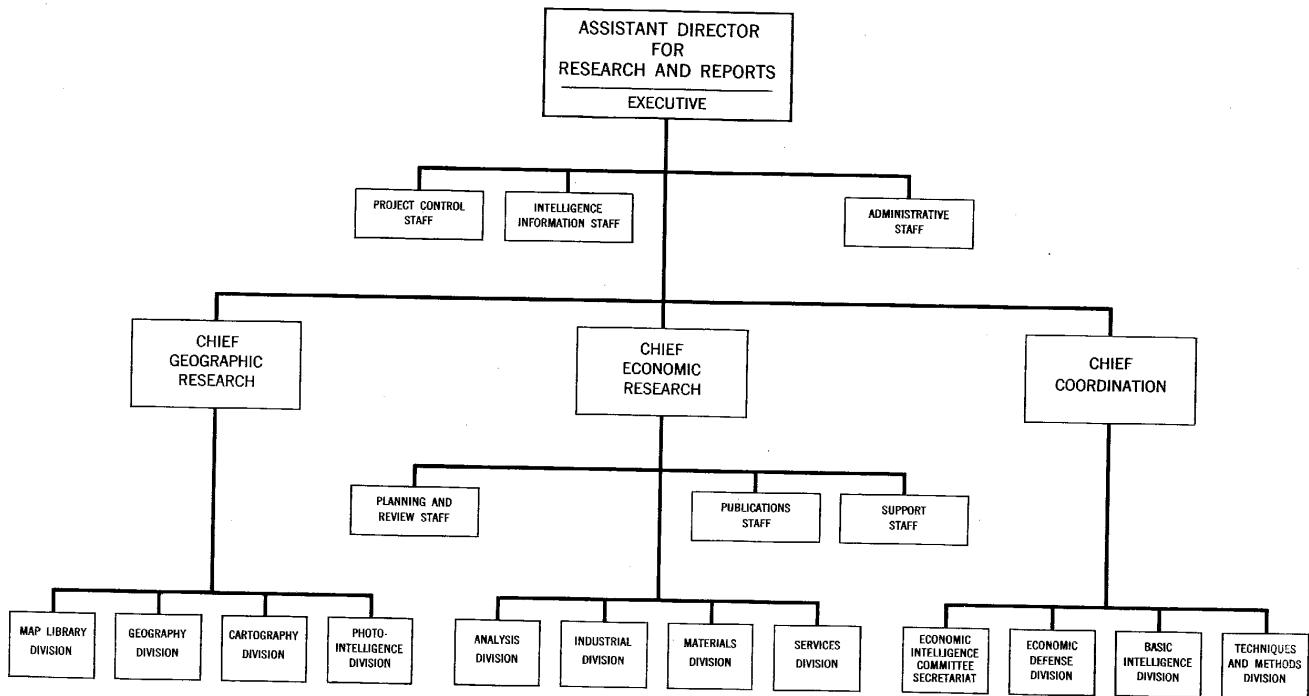 ASSISTANT DIRECTOR
FOR
RESEARCH AND REPORTS
EXECUTIVE
PROJECT CONTROL
STAFF
INTELLIGENCE
INFORMATION STAFF
ADMINISTRATIVE
STAFF
CHIEF
GEOGRAPHIC
RESEARCH
CHIEF
ECONOMIC
RESEARCH
CHIEF
COORDINATION
PLANNING AND
REVIEW STAFF
PUBLICATIONS
STAFF
SUPPORT
STAFF
MAP LIBRARY
DIVISION
GEOGRAPHY
DIVISION
CARTOGRAPHY
DIVISION
PHOTO-
INTELLIGENCE
DIVISION
ANALYSIS
DIVISION
INDUSTRIAL
DIVISION
MATERIALS
DIVISION
SERVICES
DIVISION
ECONOMIC
INTELLIGENCE
COMMITTEE
SECRETARIAT
ECONOMIC
DEFENSE
DIVISION
BASIC
INTELLIGENCE
DIVISION
TECHNIQUES
AND METHODS
DIVISION